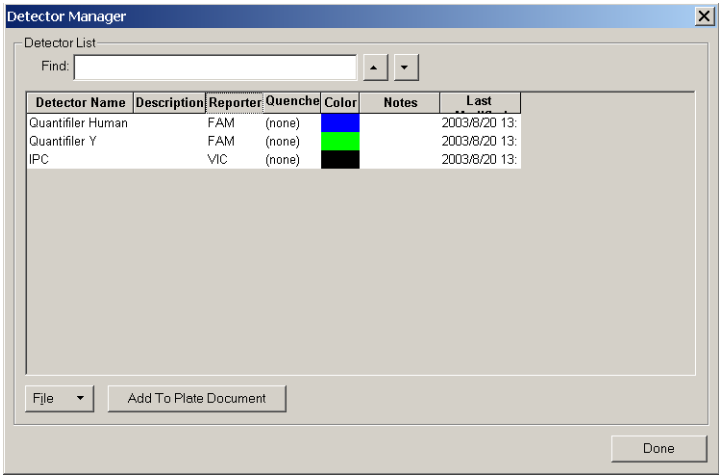 Detector Manager
Detector List
Find:
Detector Name Description Reporter Quenche Color Notes Last
Quantifiler Human FAM (none) 2003/8/20 13:
Quantifiler Y FAM (none) 2003/8/20 13:
IPC VIC (none) 2003/8/20 13:
File Add To Plate Document
Done